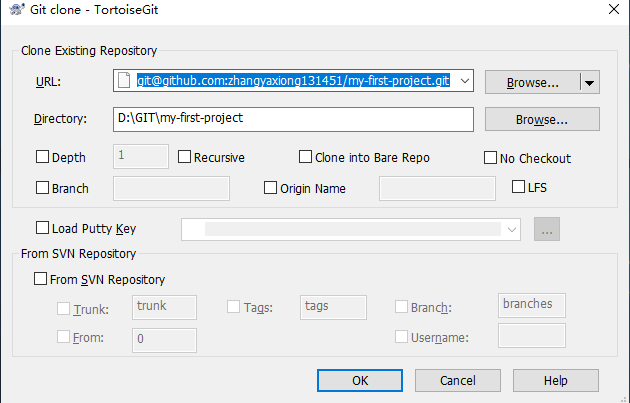 Git clone - TortoiseGit
Clone Existing Repository
URL: git@github.com:zhangyaxiong131451/my-first-project.git Browse...
Directory: D:\GIT\my-first-project Browse...
Depth 1 Recursive Clone into Bare Repo No Checkout
Branch Origin Name LFS
Load Putty Key ...
From SVN Repository
From SVN Repository
Trunk: trunk Tags: tags Branch: branches
From: 0 Username:
OK Cancel Help